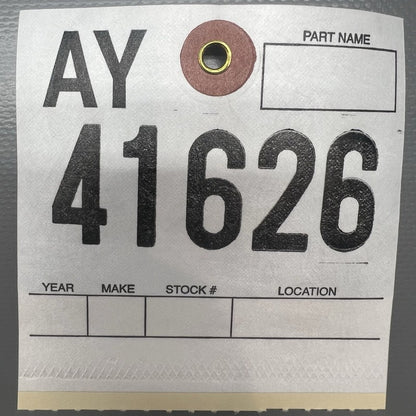 AY PART NAME
41626
YEAR MAKE STOCK # LOCATION